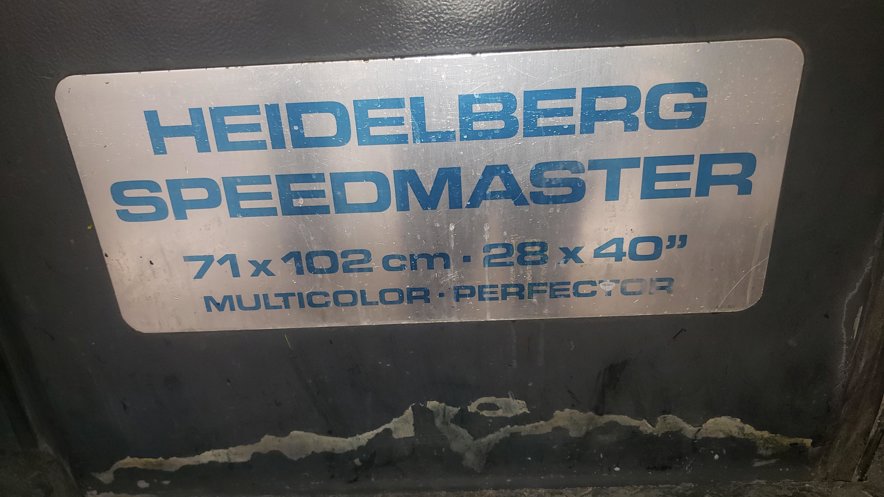 HEIDELBERG
SPEEDMASTER
71 x 102 cm · 28 x 40”
MULTICOLOR · PERFECTOR